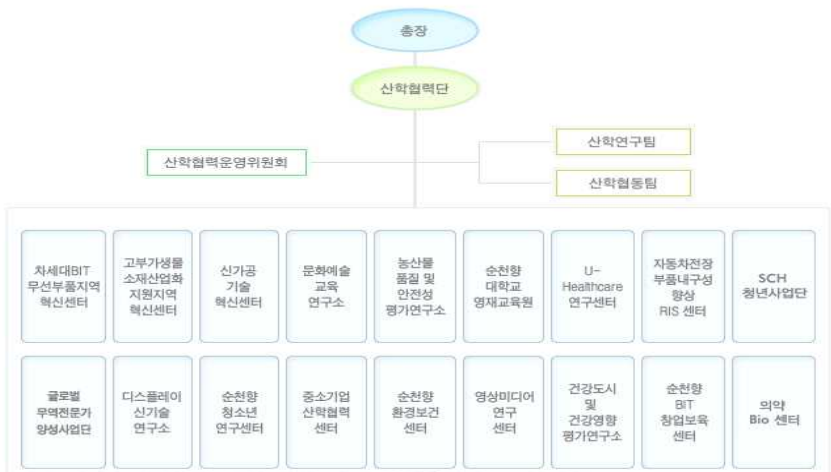 총장
산학협력단
산학연구팀
산학협력운영위원회
산학협동팀
차세대BIT
무선부품지역
혁신센터
고부가생물
소재산업화
지원지역
혁신센터
신가공
기술
혁신센터
문화예술
교육
연구소
농산물
품질 및
안전성
평가연구소
순천향
대학교
영재교육원
U-
Healthcare
연구센터
자동차전장
부품내구성
향상
RIS 센터
SCH
청년사업단
글로벌
무역전문가
양성사업단
디스플레이
신기술
연구소
순천향
청소년
연구센터
중소기업
산학협력
센터
순천향
환경보건
센터
영상미디어
연구
센터
건강도시
및
건강영향
평가연구소
순천향
BIT
창업보육
센터
의약
Bio 센터